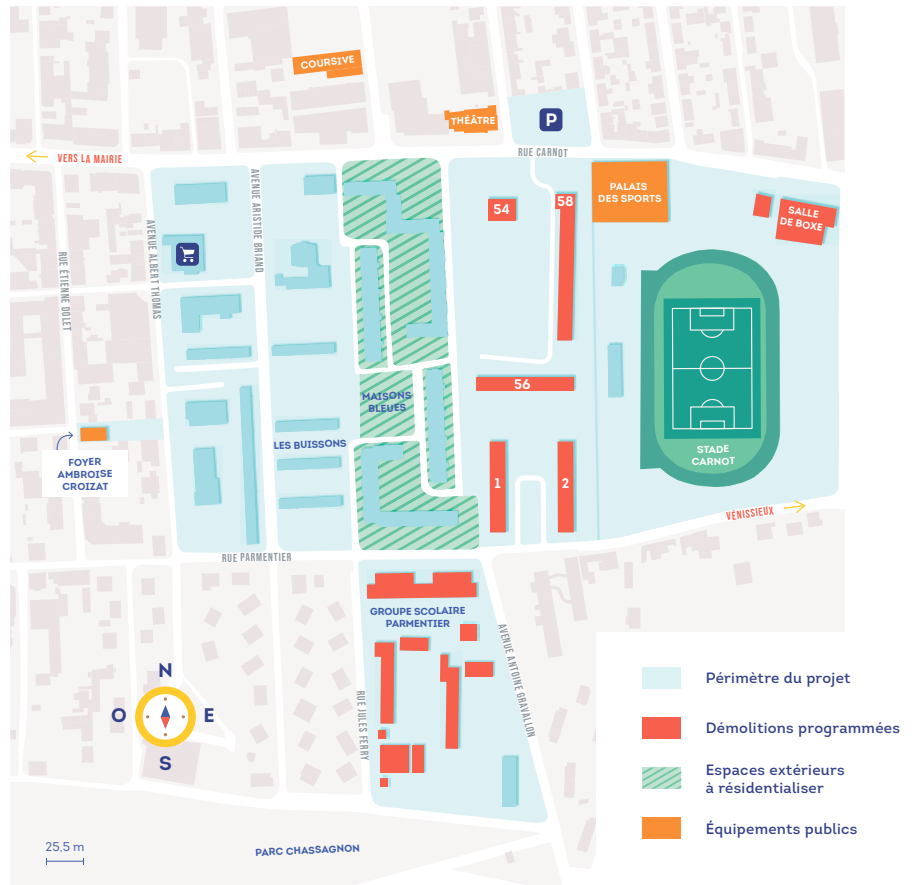 COURSIVE
THÉÂTRE
P
RUE CARNOT
VERS LA MAIRIE
PALAIS
DES SPORTS
54
58
SALLE
DE BOXE
AVENUE ARISTIDE BRIAND
AVENUE ALBERT THOMAS
RUE ÉTIENNE DOLET
56
MAISONS
BLEUES
LES BUISSONS
STADE
CARNOT
FOYER
AMBROISE
CROIZAT
1
2
VÉNISSIEUX
RUE PARMENTIER
GROUPE SCOLAIRE
PARMENTIER
AVENUE ANTOINE GRAVALLON
RUE JULES FERRY
N
O
E
S
Périmètre du projet
Démolitions programmées
Espaces extérieurs
à résidentialiser
Équipements publics
25,5 m
PARC CHASSAGNON